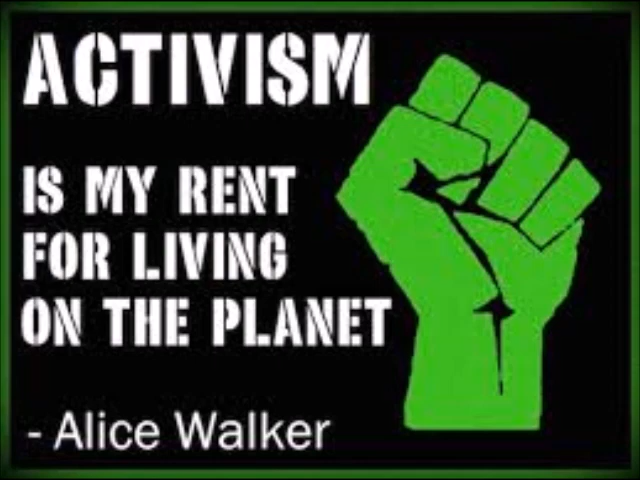 ACTIVISM
IS MY RENT
FOR LIVING
ON THE PLANET
- Alice Walker